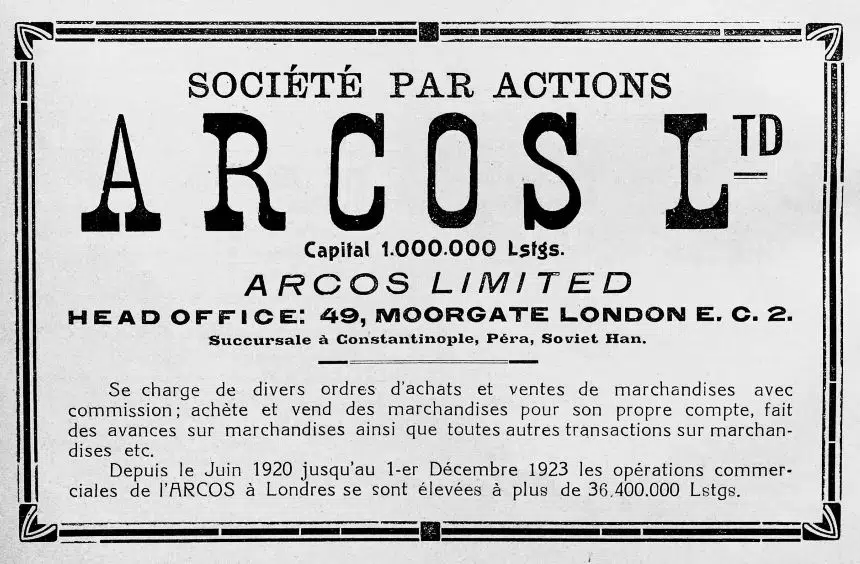 SOCIÉTÉ PAR ACTIONS
ARCOS LTD
Capital 1.000.000 Lstgs.
ARCOS LIMITED
HEAD OFFICE: 49, MOORGATE LONDON E. C. 2.
Succursale à Constantinople, Péra, Soviet Han.
Se charge de divers ordres d'achats et ventes de marchandises avec
commission; achète et vend des marchandises pour son propre compte, fait
des avances sur marchandises ainsi que toutes autres transactions sur marchan-
dises etc.
Depuis le Juin 1920 jusqu'au 1-er Décembre 1923 les opérations commer-
ciales de l'ARCOS à Londres se sont élevées à plus de 36.400.000 Lstgs.